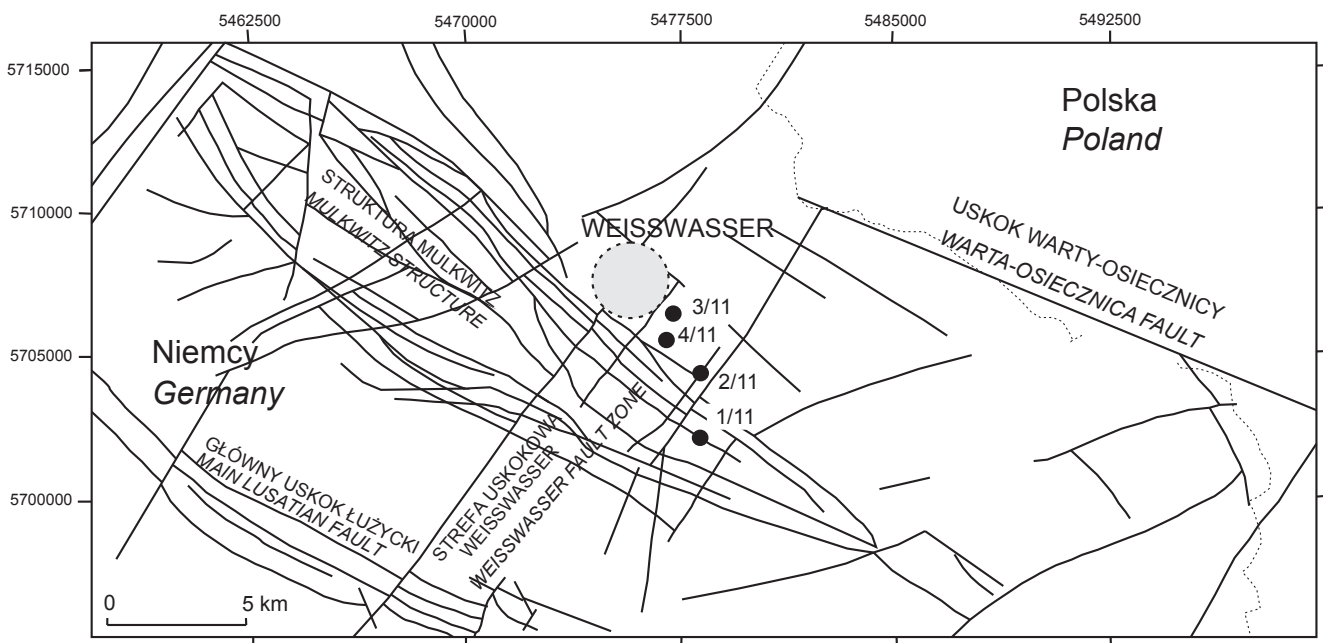 5462500
5470000
5477500
5485000
5492500
5715000
5710000
5705000
5700000
Polska
Poland
WEISSWASSER
STRUKTURA MULKWITZ
MULKWITZ STRUCTURE
USKOK WARTY-OSIECZNICY
WARTA-OSIECZNICA FAULT
3/11
4/11
2/11
1/11
Niemcy
Germany
GŁÓWNY USKOK ŁUŻYCKI
MAIN LUSATIAN FAULT
STREFA USKOKOWA
WEISSWASSER
WEISSWASSER FAULT ZONE
0
5 km